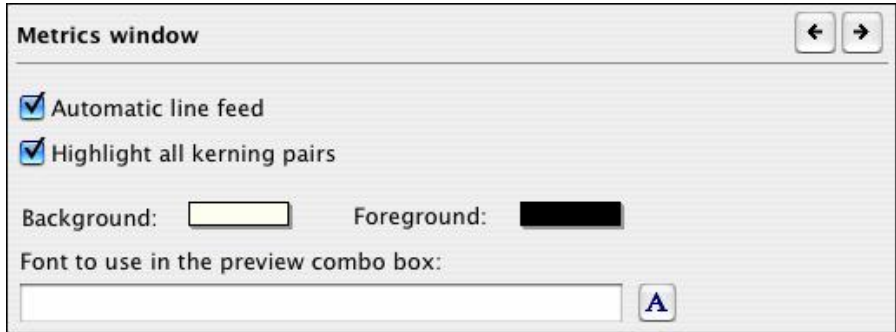 Metrics window
Automatic line feed
Highlight all kerning pairs
Background: Foreground:
Font to use in the preview combo box:
A